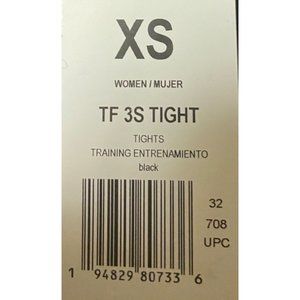 XS
WOMEN / MUJER
TF 3S TIGHT
TIGHTS
TRAINING ENTRENAMIENTO
black
32
708
UPC
1 94829 80733 6